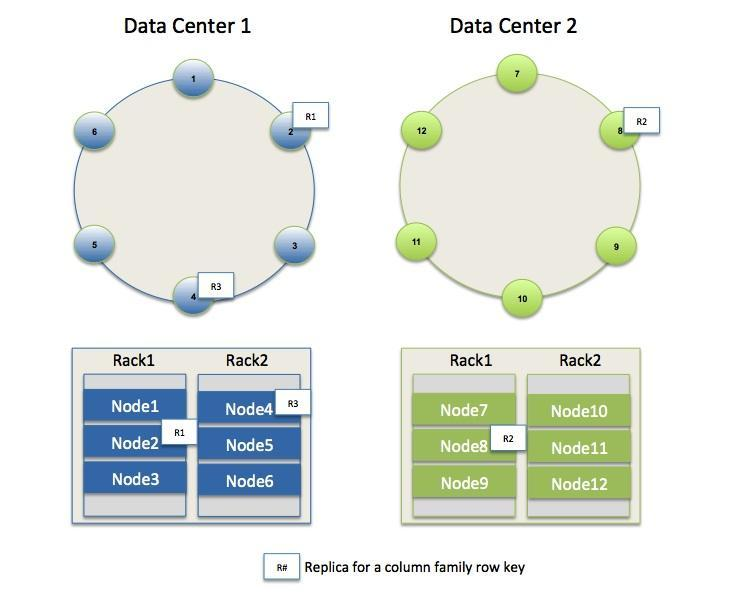 Data Center 1
Data Center 2
1
2
R1
3
4
R3
5
6
7
8
R2
9
10
11
12
Rack1
Rack2
Node1
Node2
R1
Node3
Node4
R3
Node5
Node6
Rack1
Rack2
Node7
Node8
R2
Node9
Node10
Node11
Node12
R#
Replica for a column family row key